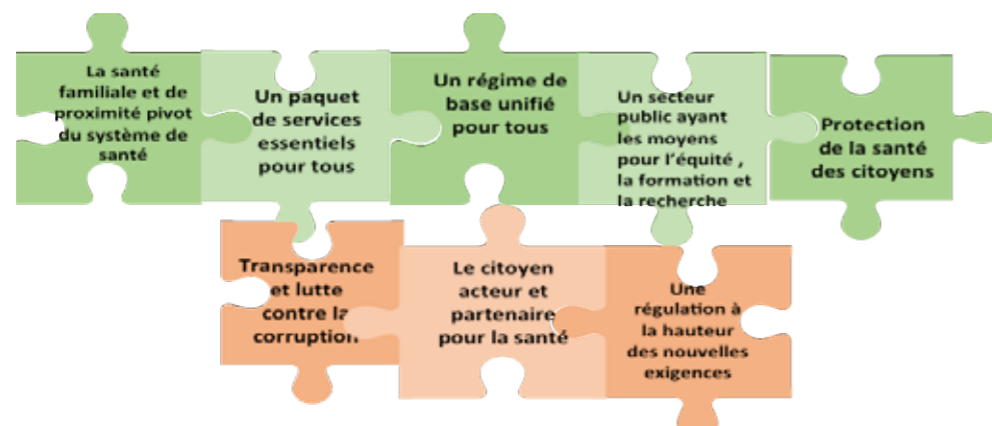 La santé
familiale et de
proximité pivot
du système de
santé
Un paquet
de services
essentiels
pour tous
Un régime de
base unifié
pour tous
Un secteur
public ayant
les moyens
pour l'équité ,
la formation et
la recherche
Protection
de la santé
des citoyens
Transparence
et lutte
contre la
corruption
Le citoyen
acteur et
partenaire
pour la santé
Une
régulation à
la hauteur
des nouvelles
exigences